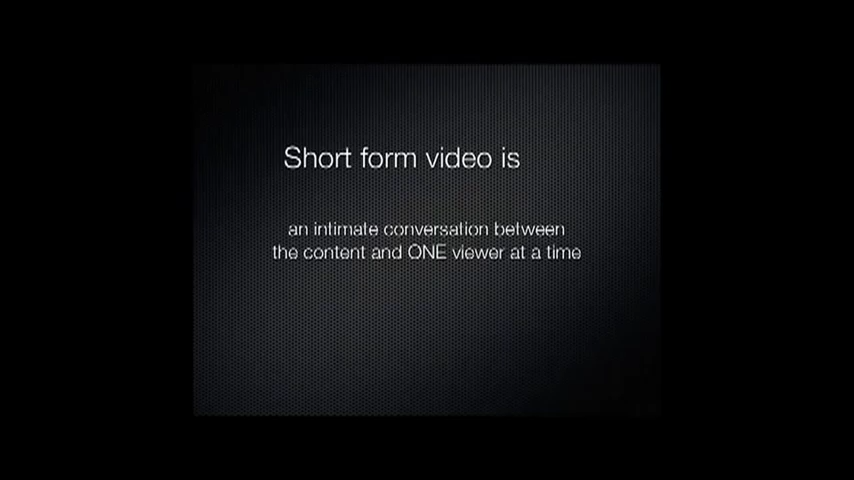 Short form video is
an intimate conversation between
the content and ONE viewer at a time